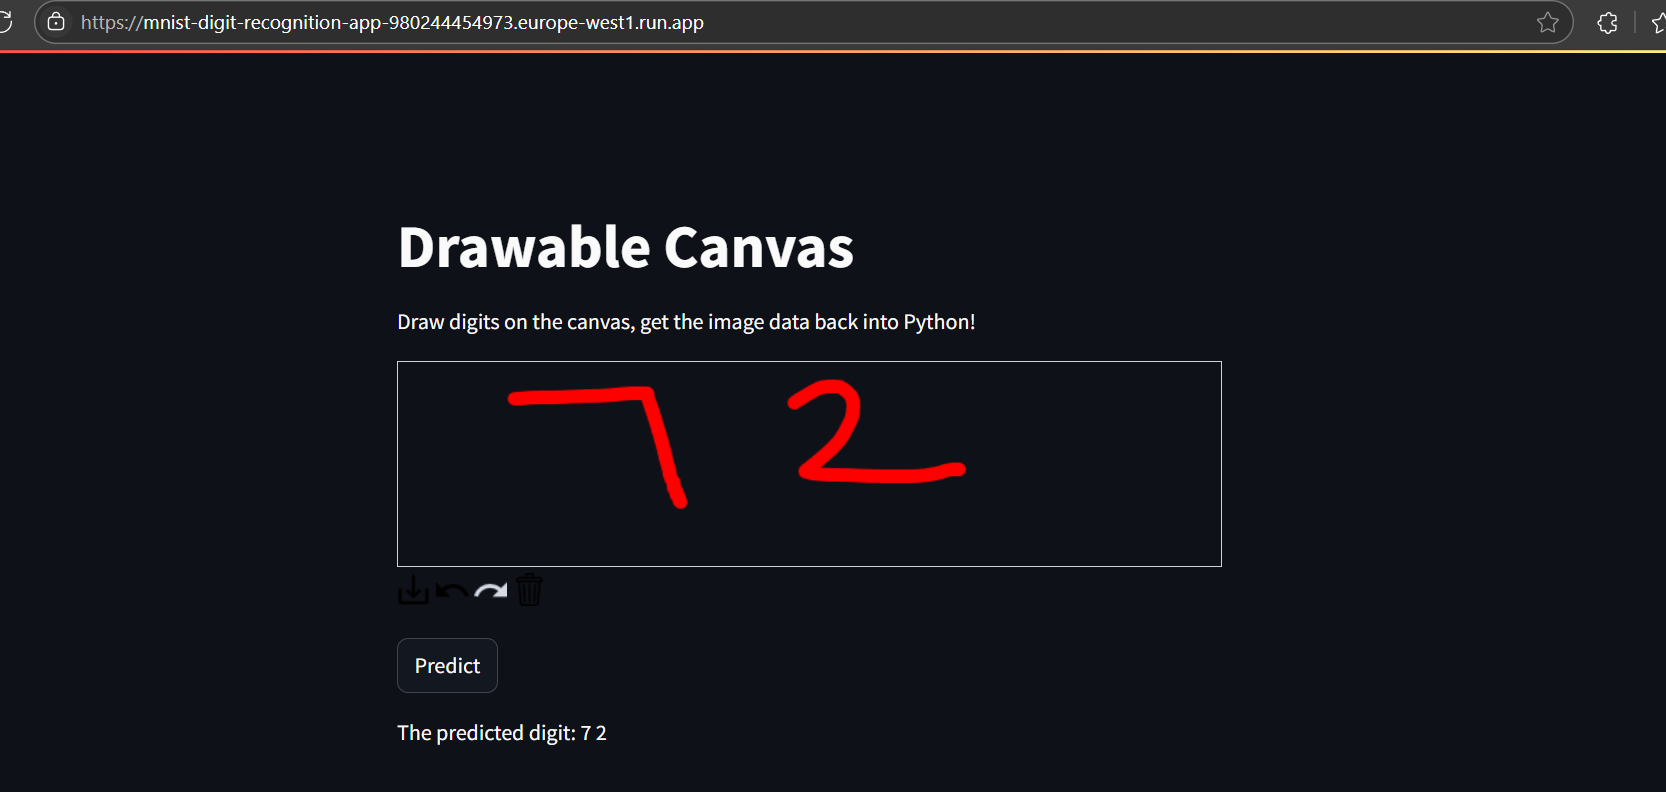 https://mnist-digit-recognition-app-980244454973.europe-west1.run.app
Drawable Canvas
Draw digits on the canvas, get the image data back into Python!
7 2
Predict
The predicted digit: 7 2